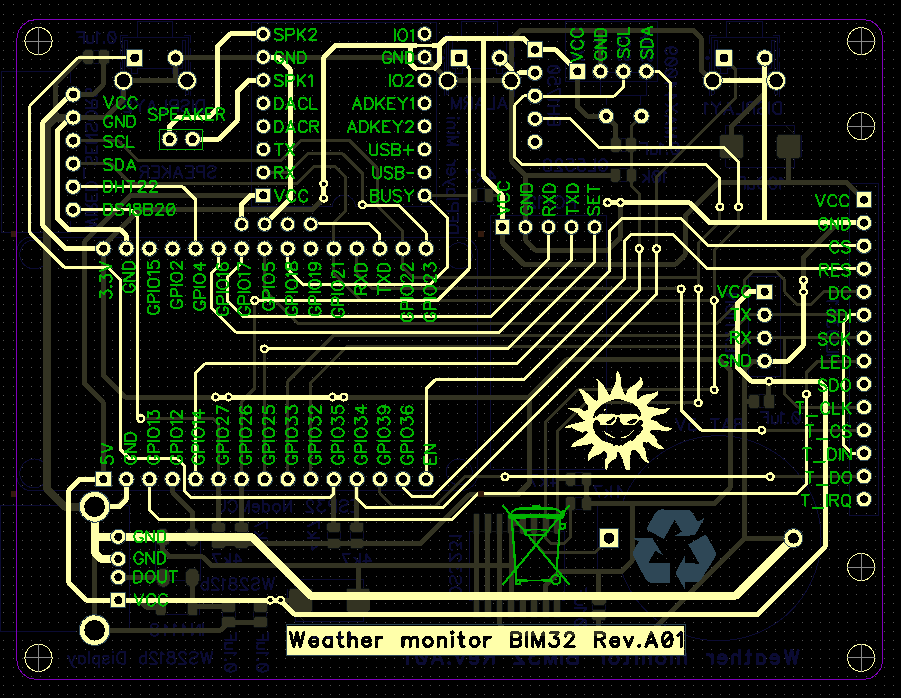 SPK2
GND
SPK1
DACL
DACR
TX
RX
VCC
IO1
GND
IO2
ADKEY1
ADKEY2
USB+
USB-
BUSY
VCC
GND
SCL
SDA
VCC
GND
SCL
SDA
DHT22
DS18B20
SPEAKER
VCC
GND
RXD
TXD
SET
3.3V
GND
GPIO15
GPIO2
GPIO4
GPIO16
GPIO17
GPIO5
GPIO18
GPIO19
GPIO21
RXD
TXD
GPIO22
GPIO23
VCC
GND
CS
RES
DC
SDI
SCK
LED
SDO
T_CLK
T_CS
T_DIN
T_DO
T_IRQ
VCC
TX
RX
GND
5V
GND
GPIO13
GPIO12
GPIO14
GPIO27
GPIO26
GPIO25
GPIO33
GPIO32
GPIO35
GPIO34
GPIO39
GPIO36
EN
GND
GND
DOUT
VCC
Weather monitor BIM32 Rev.A01